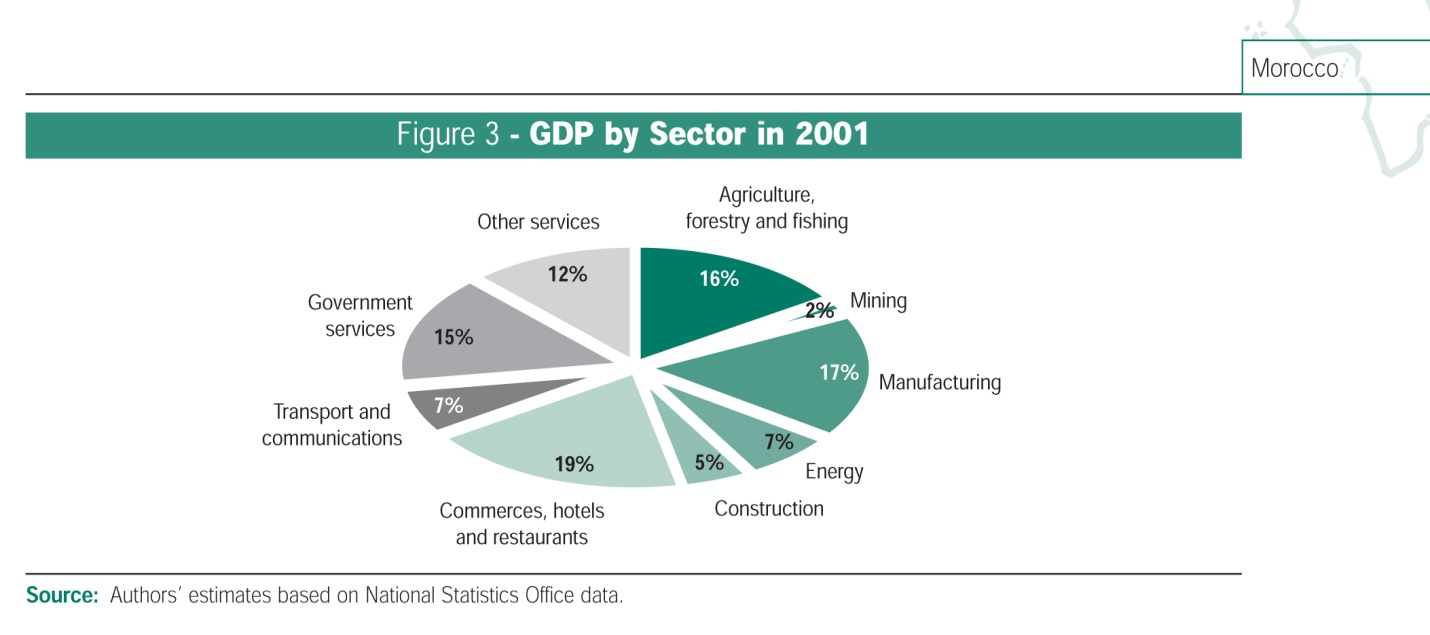 Morocco
Figure 3 - GDP by Sector in 2001
Agriculture,
forestry and fishing
16%
Mining
2%
Manufacturing
17%
Energy
7%
Construction
5%
Commerces, hotels
and restaurants
19%
Transport and
communications
7%
Government
services
15%
Other services
12%
Source: Authors’ estimates based on National Statistics Office data.